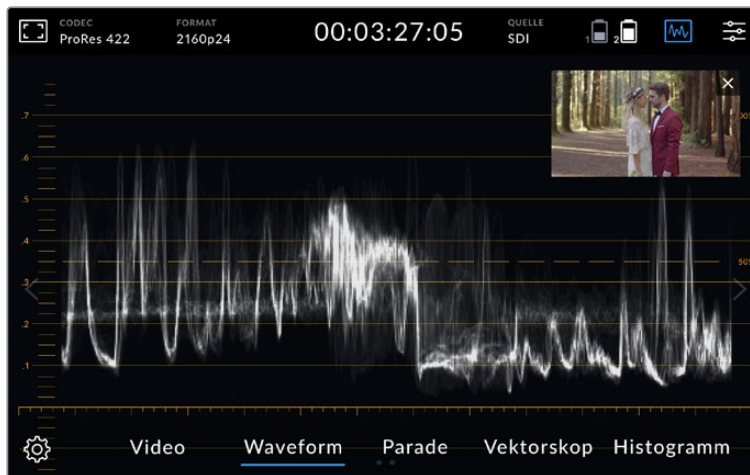 CODEC
ProRes 422
FORMAT
2160p24
00:03:27:05
QUELLE
SDI
1
2
.7
.6
.5
.4
.3
.2
.1
Video
Waveform
Parade
Vektorskop
Histogramm